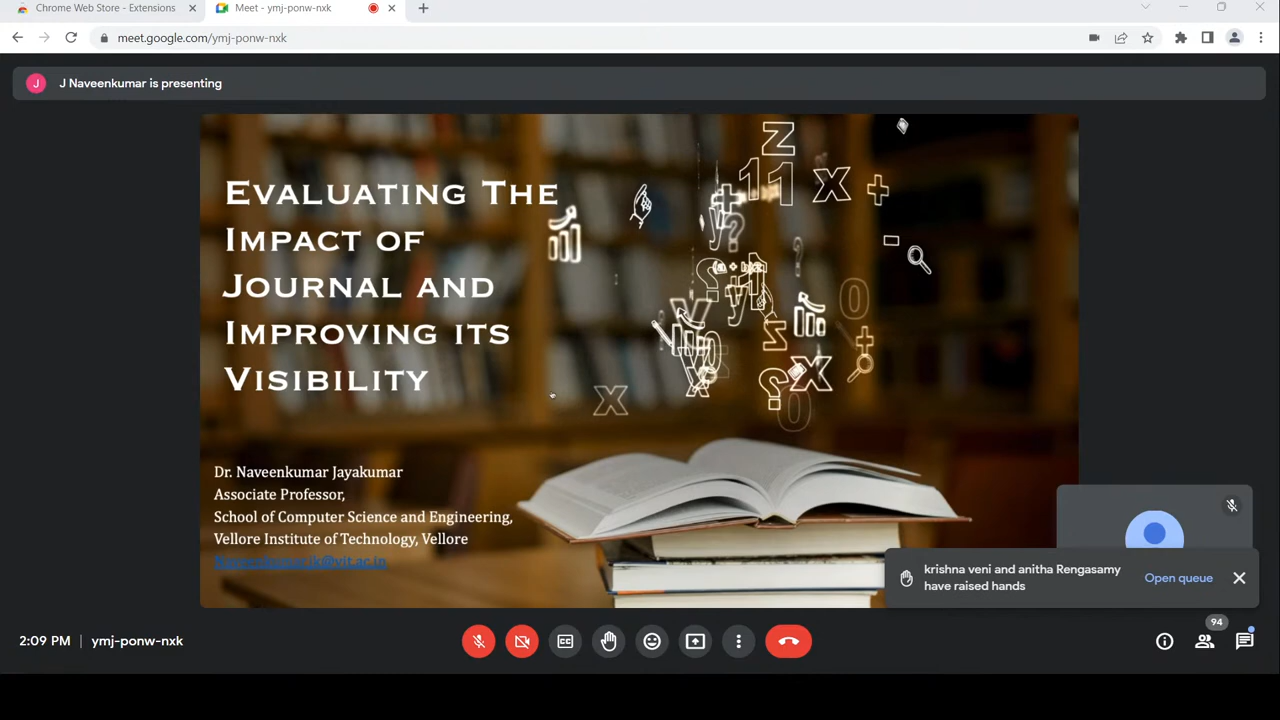 Chrome Web Store - Extensions
Meet - ymj-ponw-nxk
meet.google.com/ymj-ponw-nxk
J
J Naveenkumar is presenting
EVALUATING THE
IMPACT OF
JOURNAL AND
IMPROVING ITS
VISIBILITY
Dr. Naveenkumar Jayakumar
Associate Professor,
School of Computer Science and Engineering,
Vellore Institute of Technology, Vellore
krishna veni and anitha Rengasamy
have raised hands
Open queue
2:09 PM
ymj-ponw-nxk
94